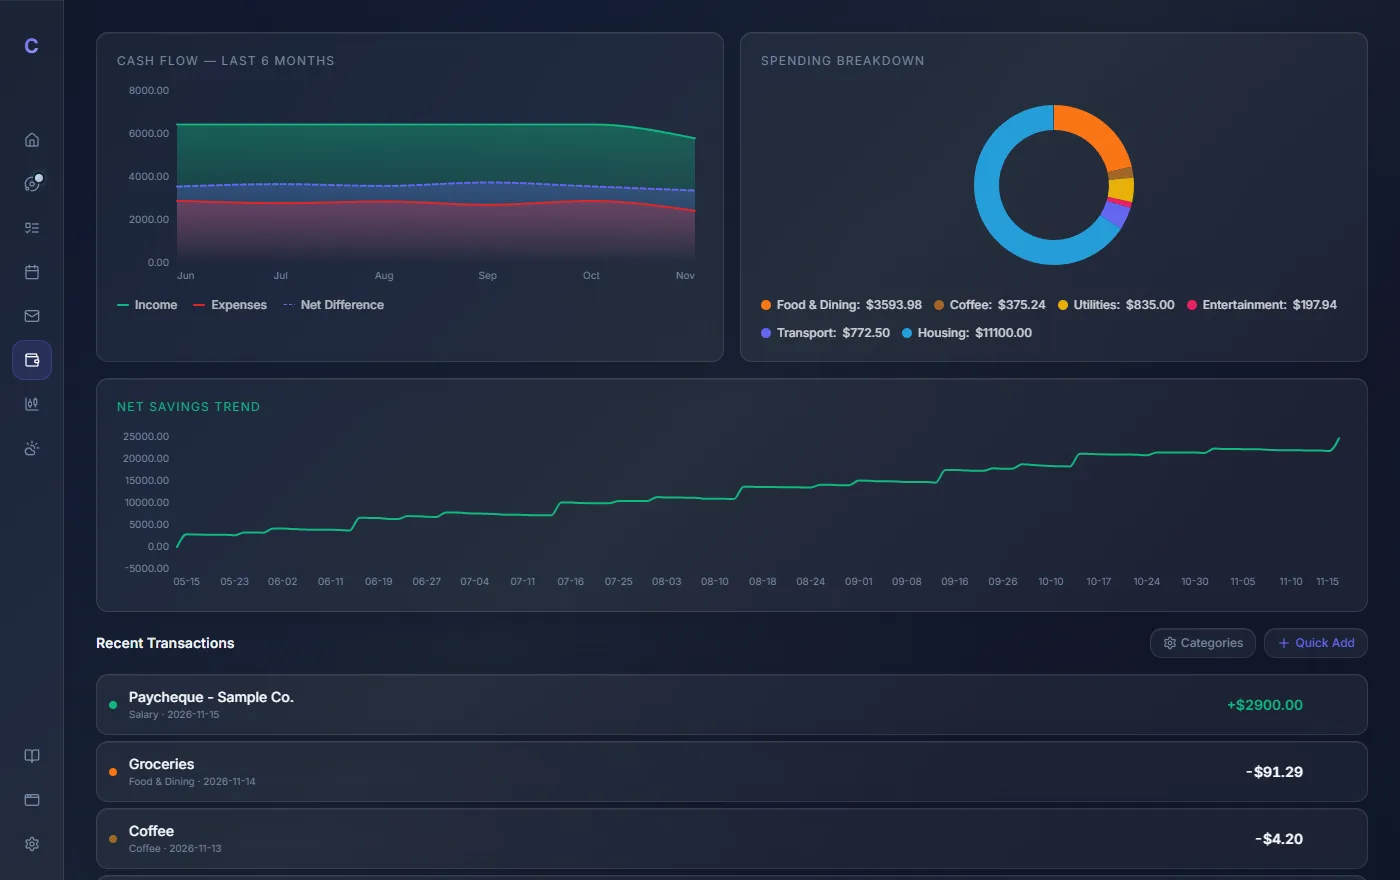 C
CASH FLOW — LAST 6 MONTHS
8000.00
6000.00
4000.00
2000.00
0.00
Jun Jul Aug Sep Oct Nov
Income Expenses Net Difference
SPENDING BREAKDOWN
Food & Dining: $3593.98 Coffee: $375.24 Utilities: $835.00 Entertainment: $197.94
Transport: $772.50 Housing: $11100.00
NET SAVINGS TREND
25000.00
20000.00
15000.00
10000.00
5000.00
0.00
-5000.00
05-15 05-23 06-02 06-11 06-19 06-27 07-04 07-11 07-16 07-25 08-03 08-10 08-18 08-24 09-01 09-08 09-16 09-26 10-10 10-17 10-24 10-30 11-05 11-10 11-15
Recent Transactions
Categories
Quick Add
Paycheque - Sample Co.
Salary · 2026-11-15
+$2900.00
Groceries
Food & Dining · 2026-11-14
-$91.29
Coffee
Coffee · 2026-11-13
-$4.20